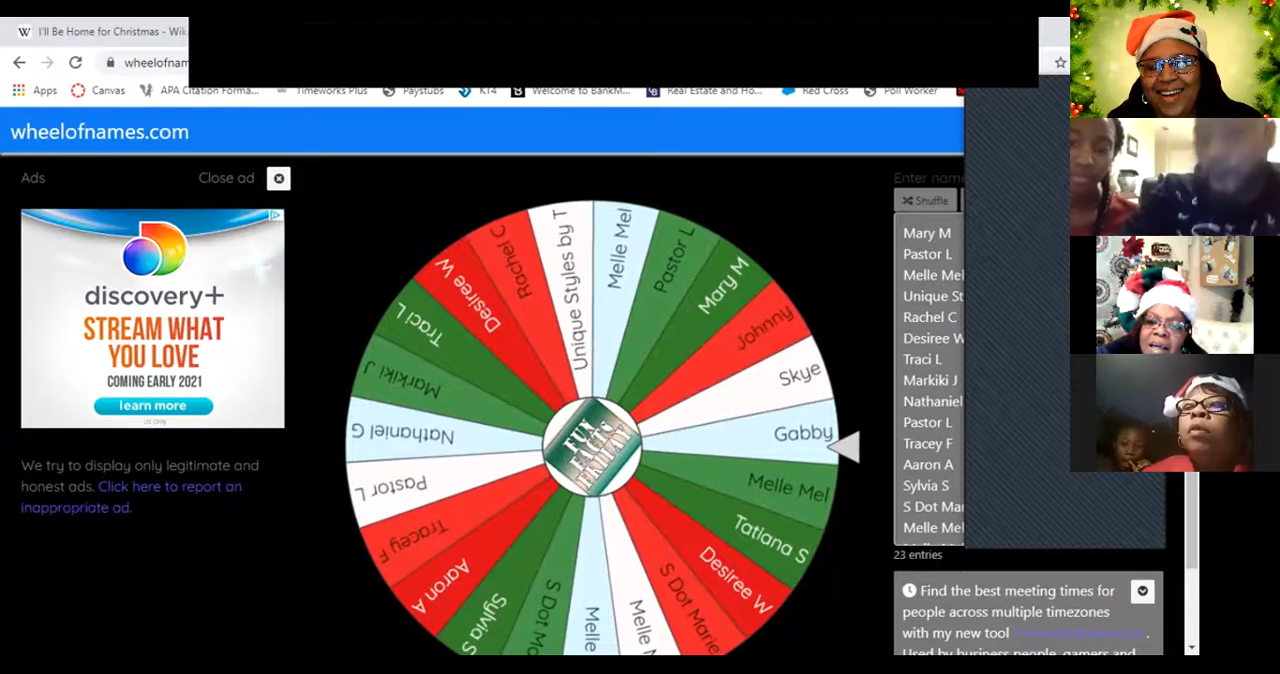 I'll Be Home for Christmas - Wik
wheelofnam
Apps
Canvas
APA Citation Forma...
Timeworks Plus
Paystubs
KT4
Welcome to BankM...
Real Estate and Ho...
Red Cross
Poll Worker
wheelofnames.com
Ads
Close ad
discovery+
STREAM WHAT
YOU LOVE
COMING EARLY 2021
learn more
US ONLY
We try to display only legitimate and
honest ads. Click here to report an
inappropriate ad.
Unique Styles by T
Melle Mel
Pastor L
Mary M
Johnny
Skye
Gabby
Melle Mel
Tatiana S
Desiree W
S Dot Marie
Melle M
Melle
S Dot Ma
Sylvia S
Aaron A
Tracey F
Pastor L
Nathaniel G
Markiki J
Traci L
Desiree W
Rachel C
FUN
FACTS
FRIDAY
Enter name
Shuffle
Mary M
Pastor L
Melle Mel
Unique St
Rachel C
Desiree W
Traci L
Markiki J
Nathaniel
Pastor L
Tracey F
Aaron A
Sylvia S
S Dot Mar
Melle Mel
23 entries
Find the best meeting times for
people across multiple timezones
with my new tool
Used by business people, gamers and